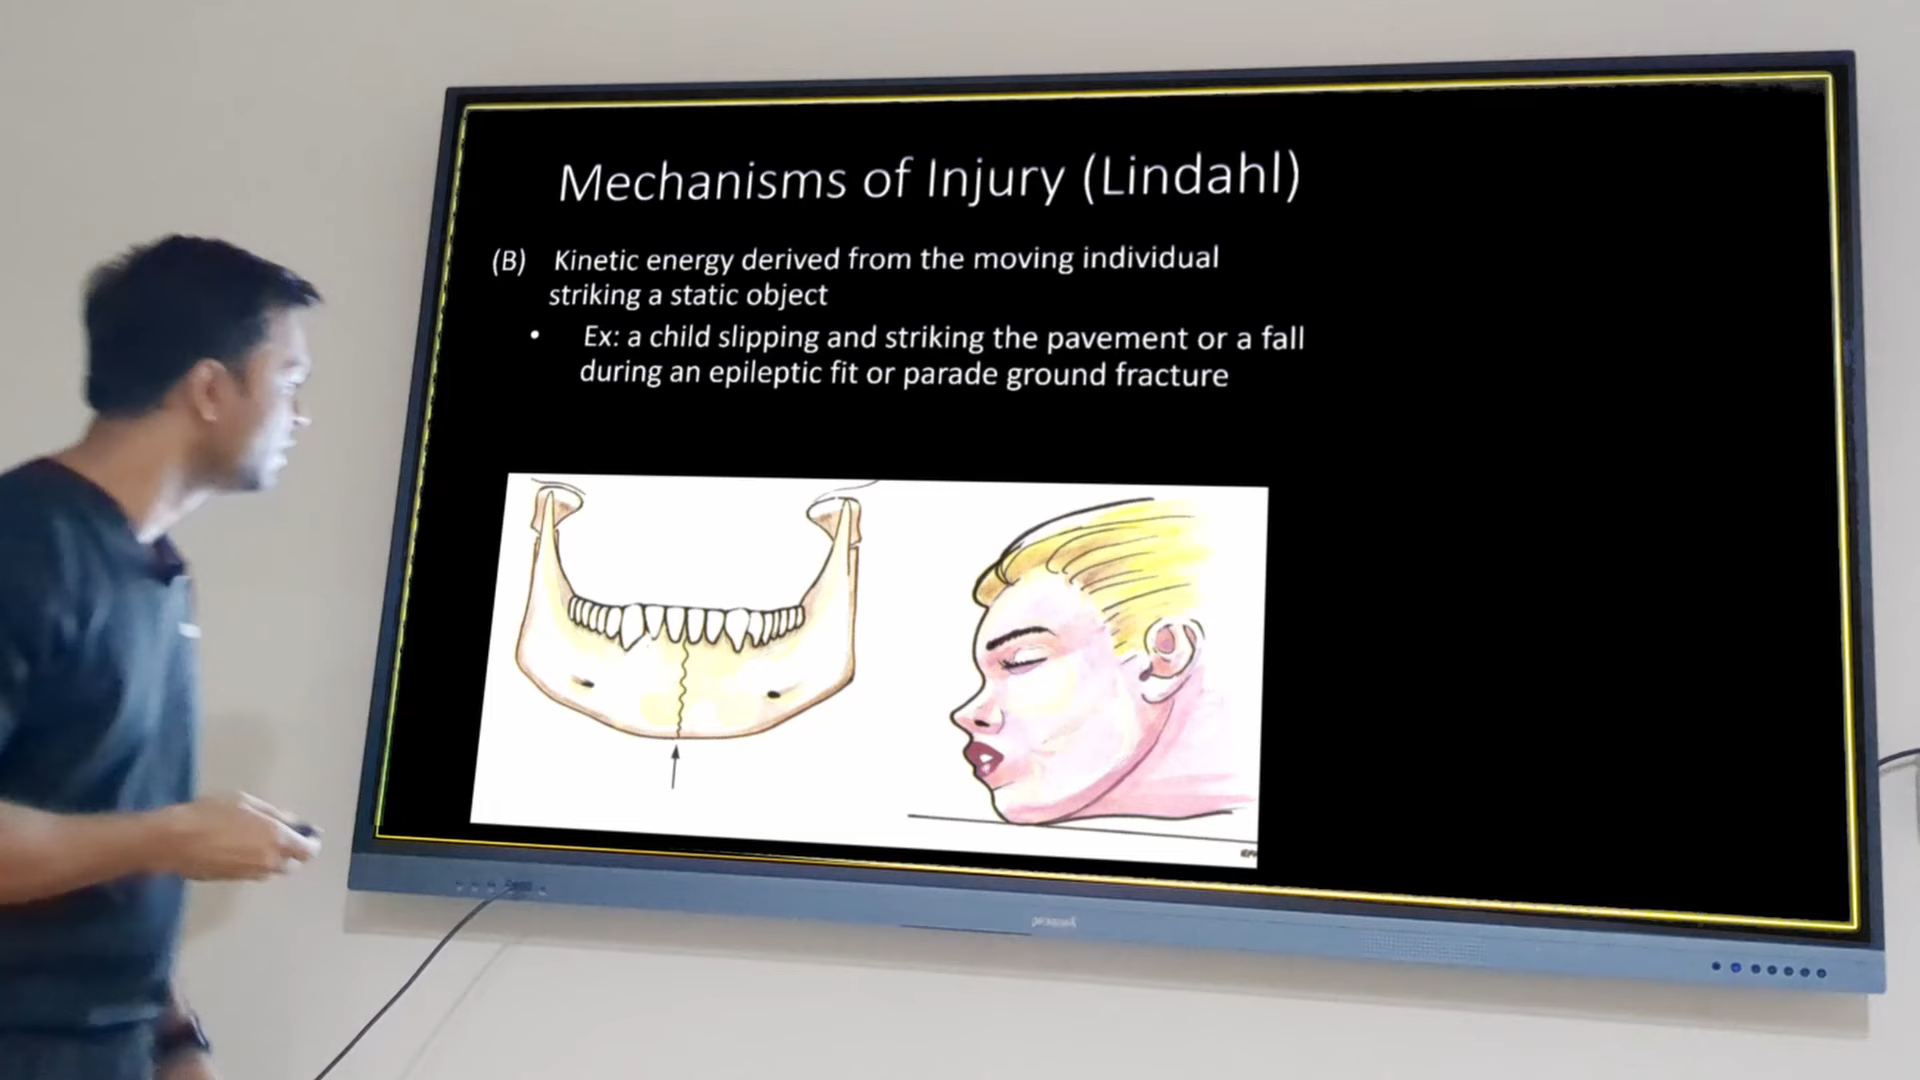 Mechanisms of Injury (Lindahl)
(B) Kinetic energy derived from the moving individual
striking a static object
• Ex: a child slipping and striking the pavement or a fall
during an epileptic fit or parade ground fracture